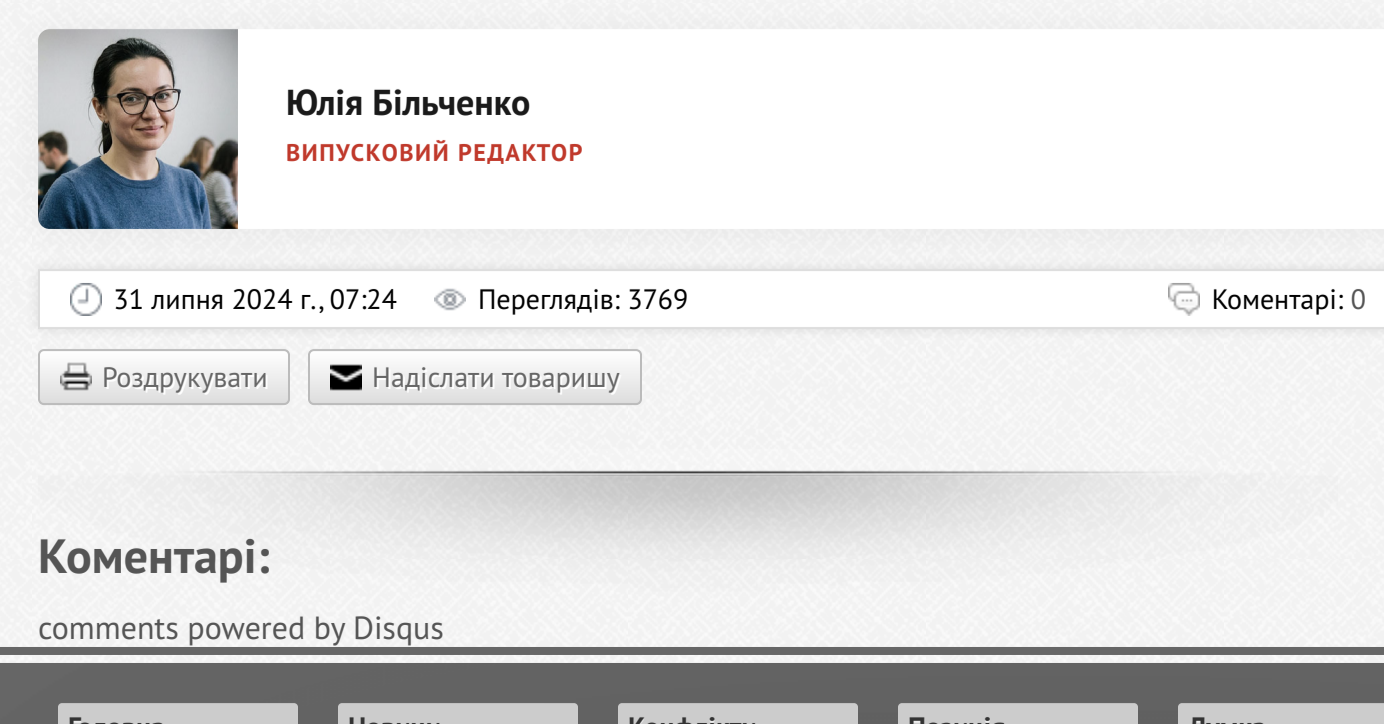 Юлія Більченко
ВИПУСКОВИЙ РЕДАКТОР
31 липня 2024 г., 07:24 Переглядів: 3769 Коментарі: 0
Роздрукувати Надіслати товаришу
Коментарі:
comments powered by Disqus